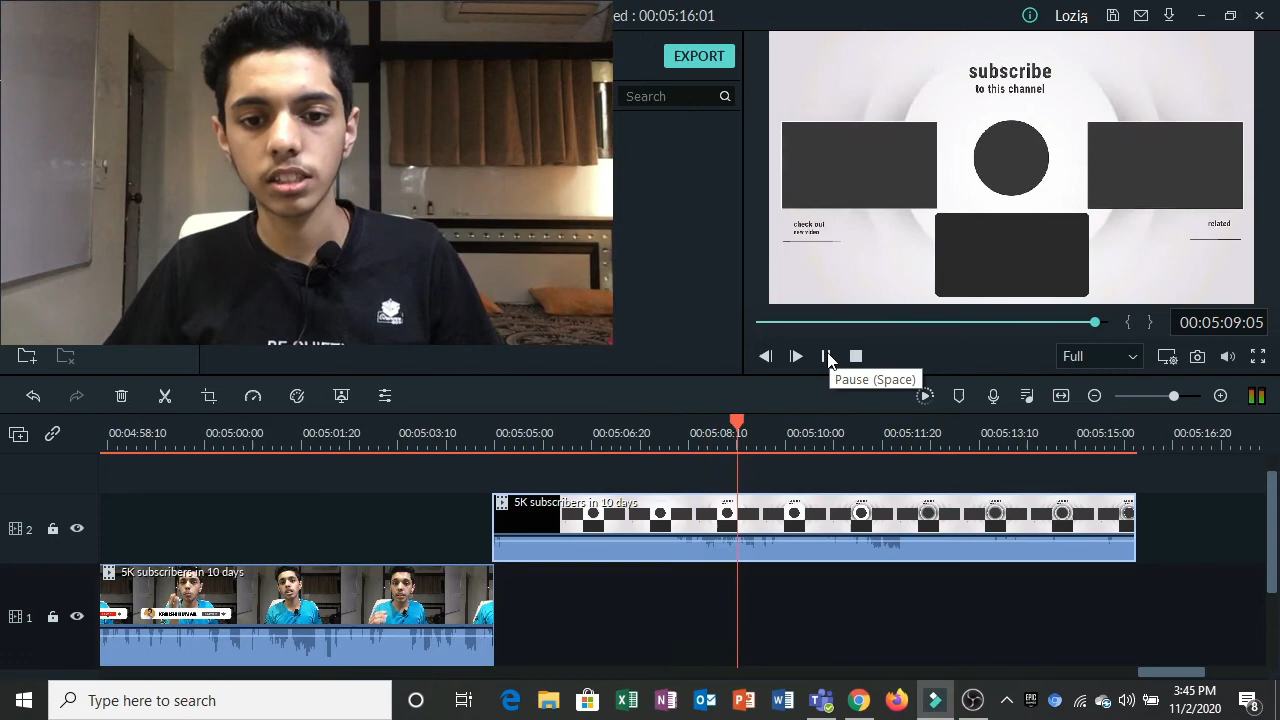 ed : 00:05:16:01
Lozia
EXPORT
Search
subscribe
to this channel
check out
new video
related
{ }
00:05:09:05
Full
Pause (Space)
00:04:58:10
00:05:00:00
00:05:01:20
00:05:03:10
00:05:05:00
00:05:06:20
00:05:08:10
00:05:10:00
00:05:11:20
00:05:13:10
00:05:15:00
00:05:16:20
2
5K subscribers in 10 days
1
5K subscribers in 10 days
Type here to search
3:45 PM
11/2/2020
8